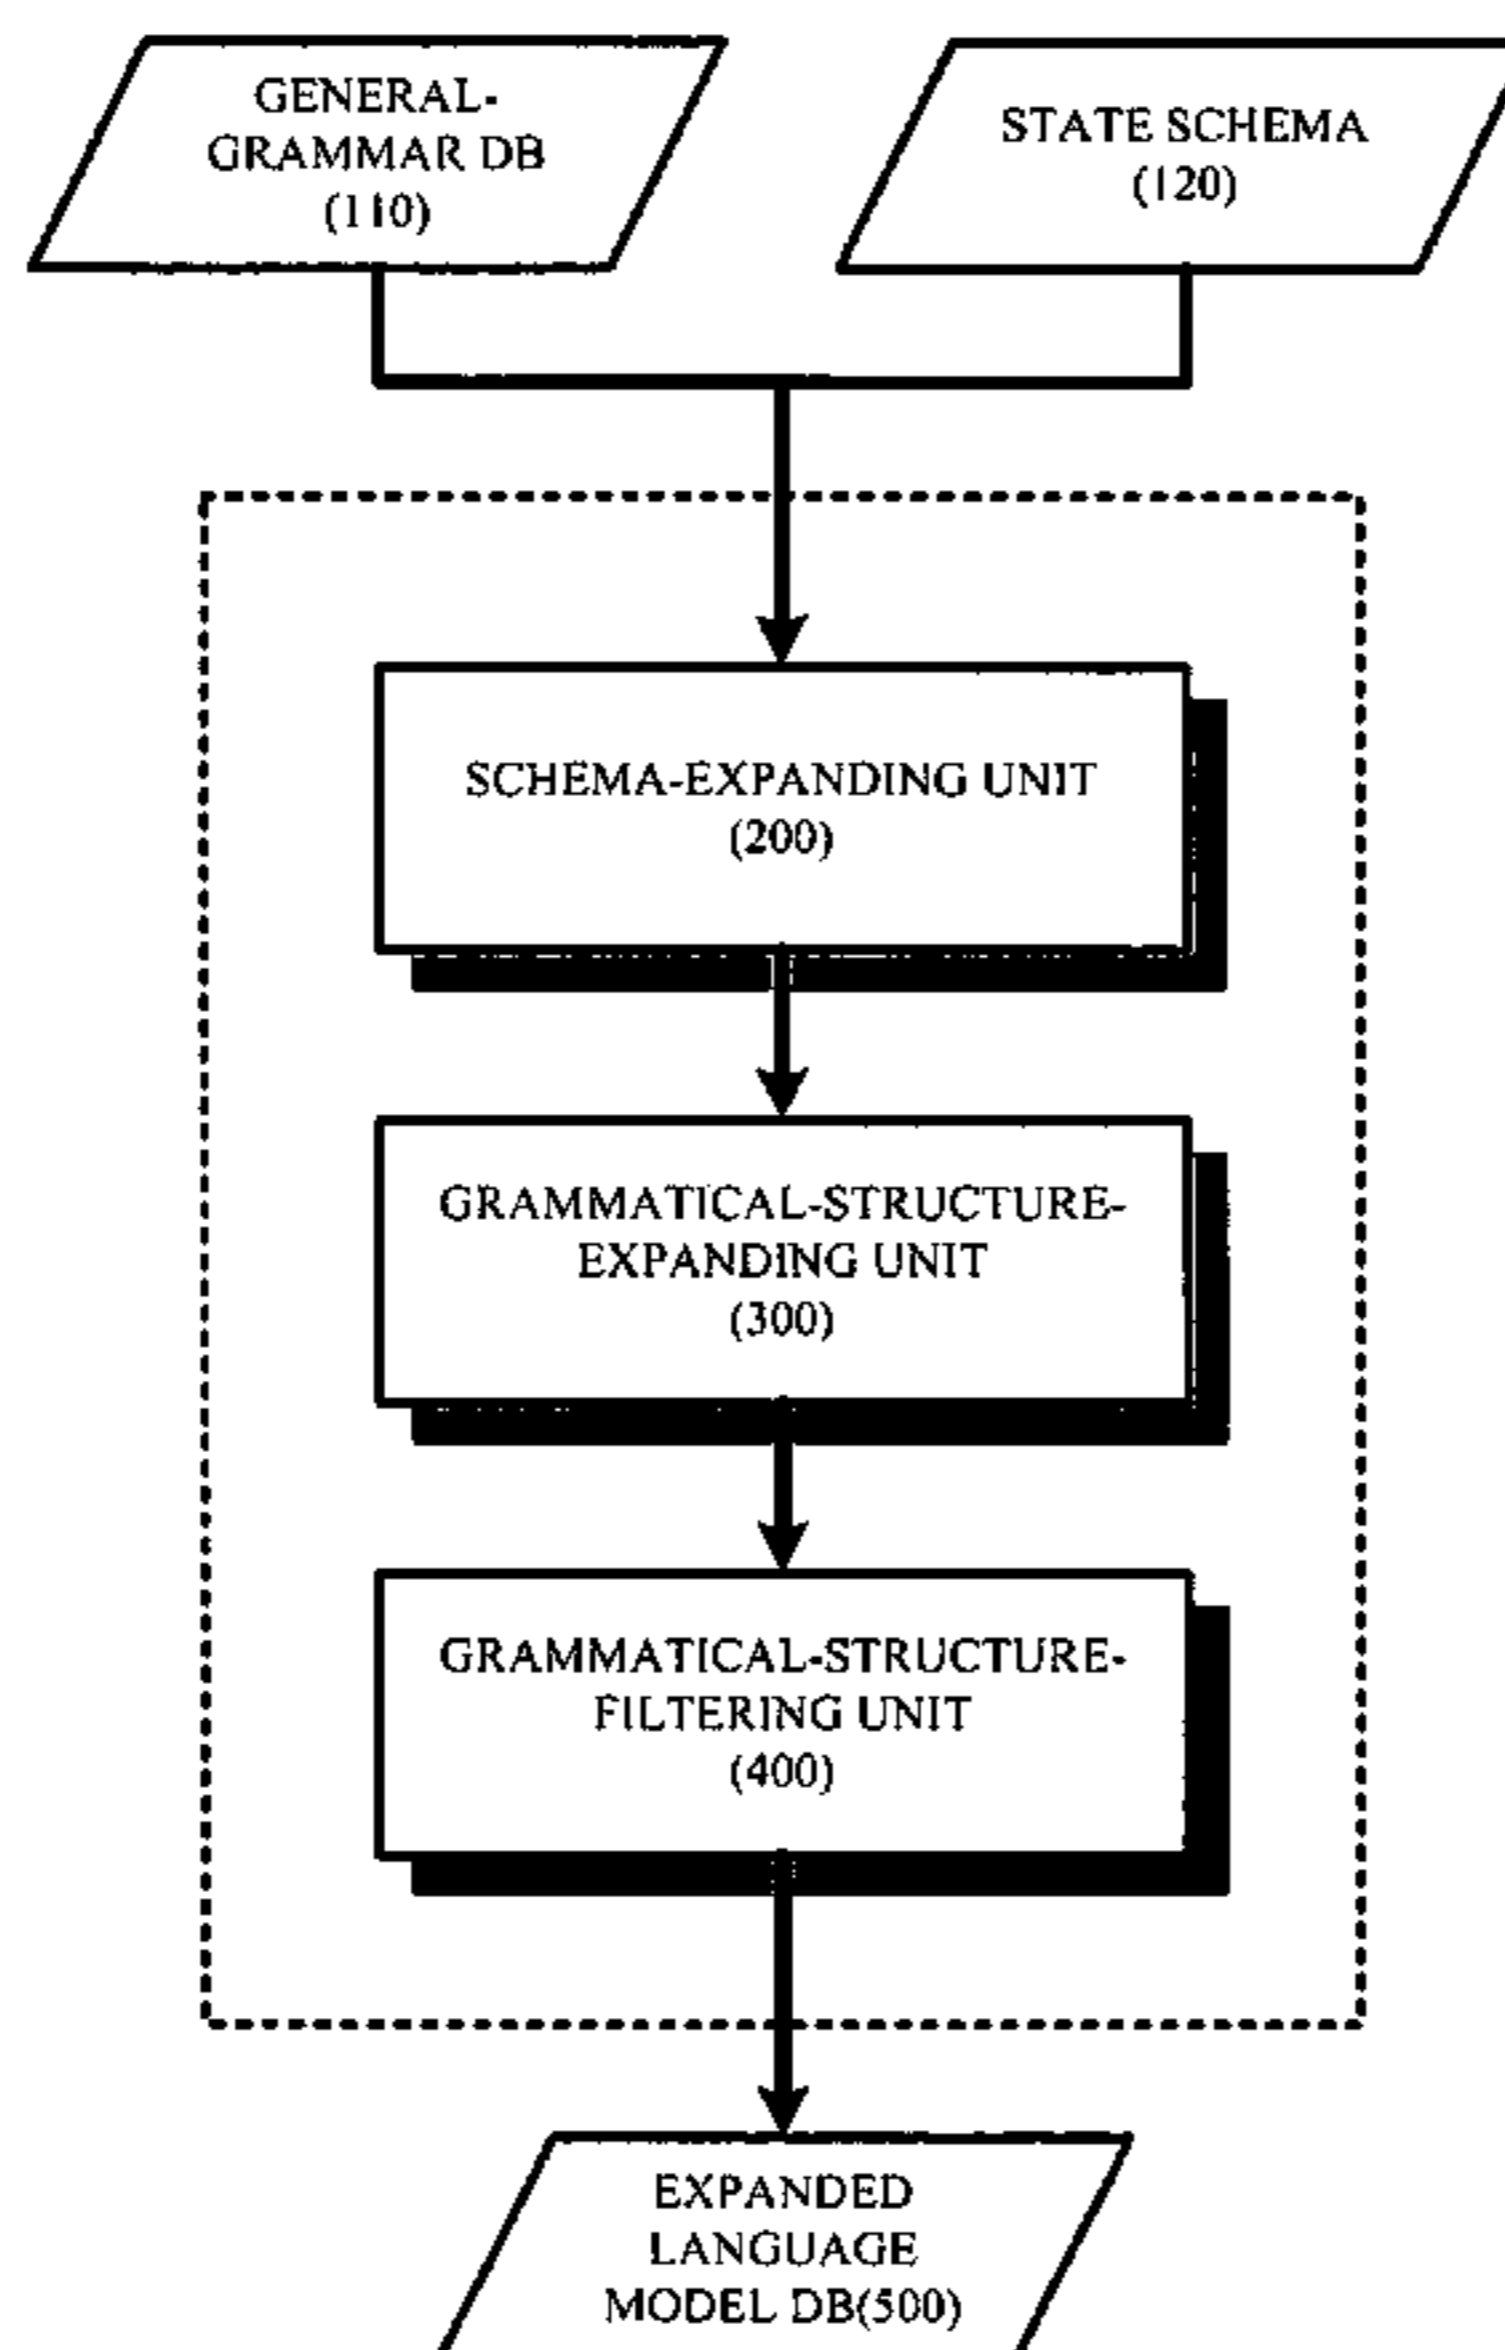 GENERAL-
GRAMMAR DB
(110)
STATE SCHEMA
(120)
SCHEMA-EXPANDING UNIT
(200)
GRAMMATICAL-STRUCTURE-
EXPANDING UNIT
(300)
GRAMMATICAL-STRUCTURE-
FILTERING UNIT
(400)
EXPANDED
LANGUAGE
MODEL DB(500)